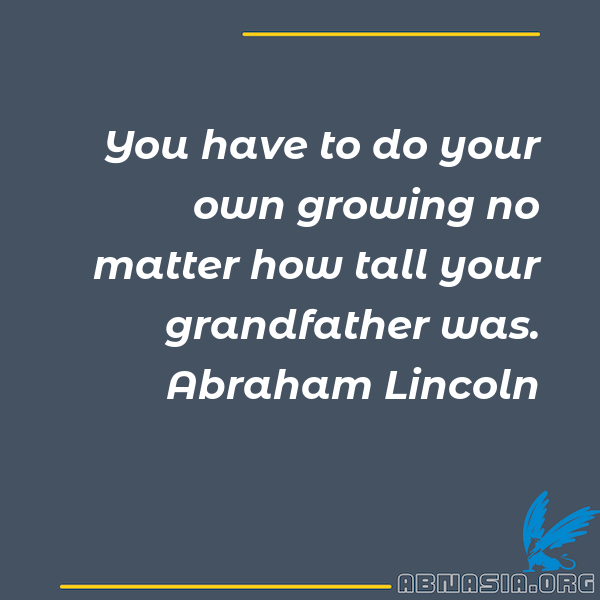 You have to do your
own growing no
matter how tall your
grandfather was.
Abraham Lincoln
ABNASIA.ORG